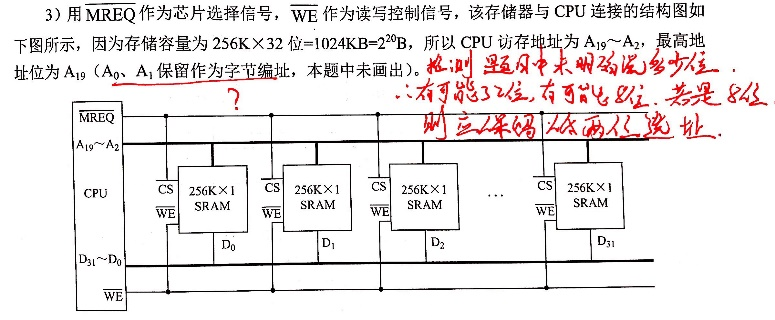 3）用 MREQ 作为芯片选择信号，WE 作为读写控制信号，该存储器与 CPU 连接的结构图如
下图所示，因为存储容量为 256K×32 位=1024KB=2²⁰B，所以 CPU 访存地址为 A₁₉～A₂，最高地
址位为 A₁₉（A₀、A₁ 保留作为字节编址，本题中未画出）。
题目中未明确说多少位.
?
∴有可能32位,有可能8位.若是8位
则应 低两位
址.
MREQ
A₁₉～A₂
CPU
D₃₁～D₀
WE
CS
WE
256K×1
SRAM
D₀
CS
WE
256K×1
SRAM
D₁
CS
WE
256K×1
SRAM
D₂
…
CS
WE
256K×1
SRAM
D₃₁